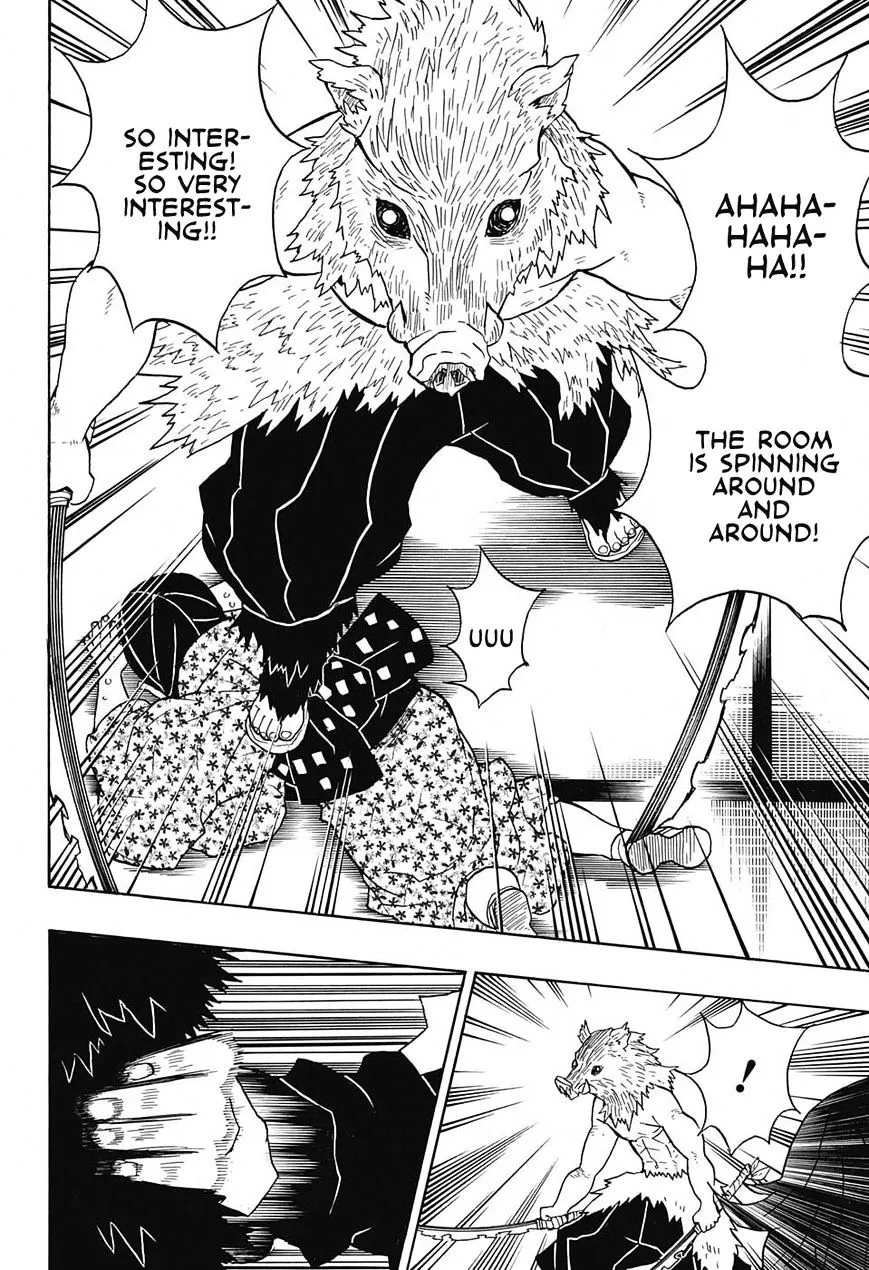 AHAHA-
HAHA-
HA!!
THE ROOM
IS SPINNING
AROUND
AND
AROUND!
SO INTER-
ESTING!
SO VERY
INTEREST-
ING!!
UUU
!